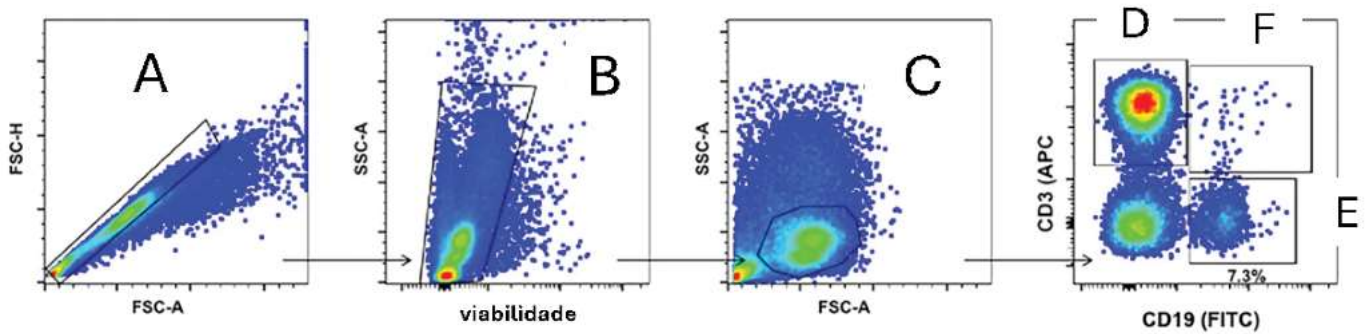 A
FSC-H
FSC-A
B
SSC-A
viabilidade
C
SSC-A
FSC-A
D
F
E
CD3 (APC
7.3%
CD19 (FITC)